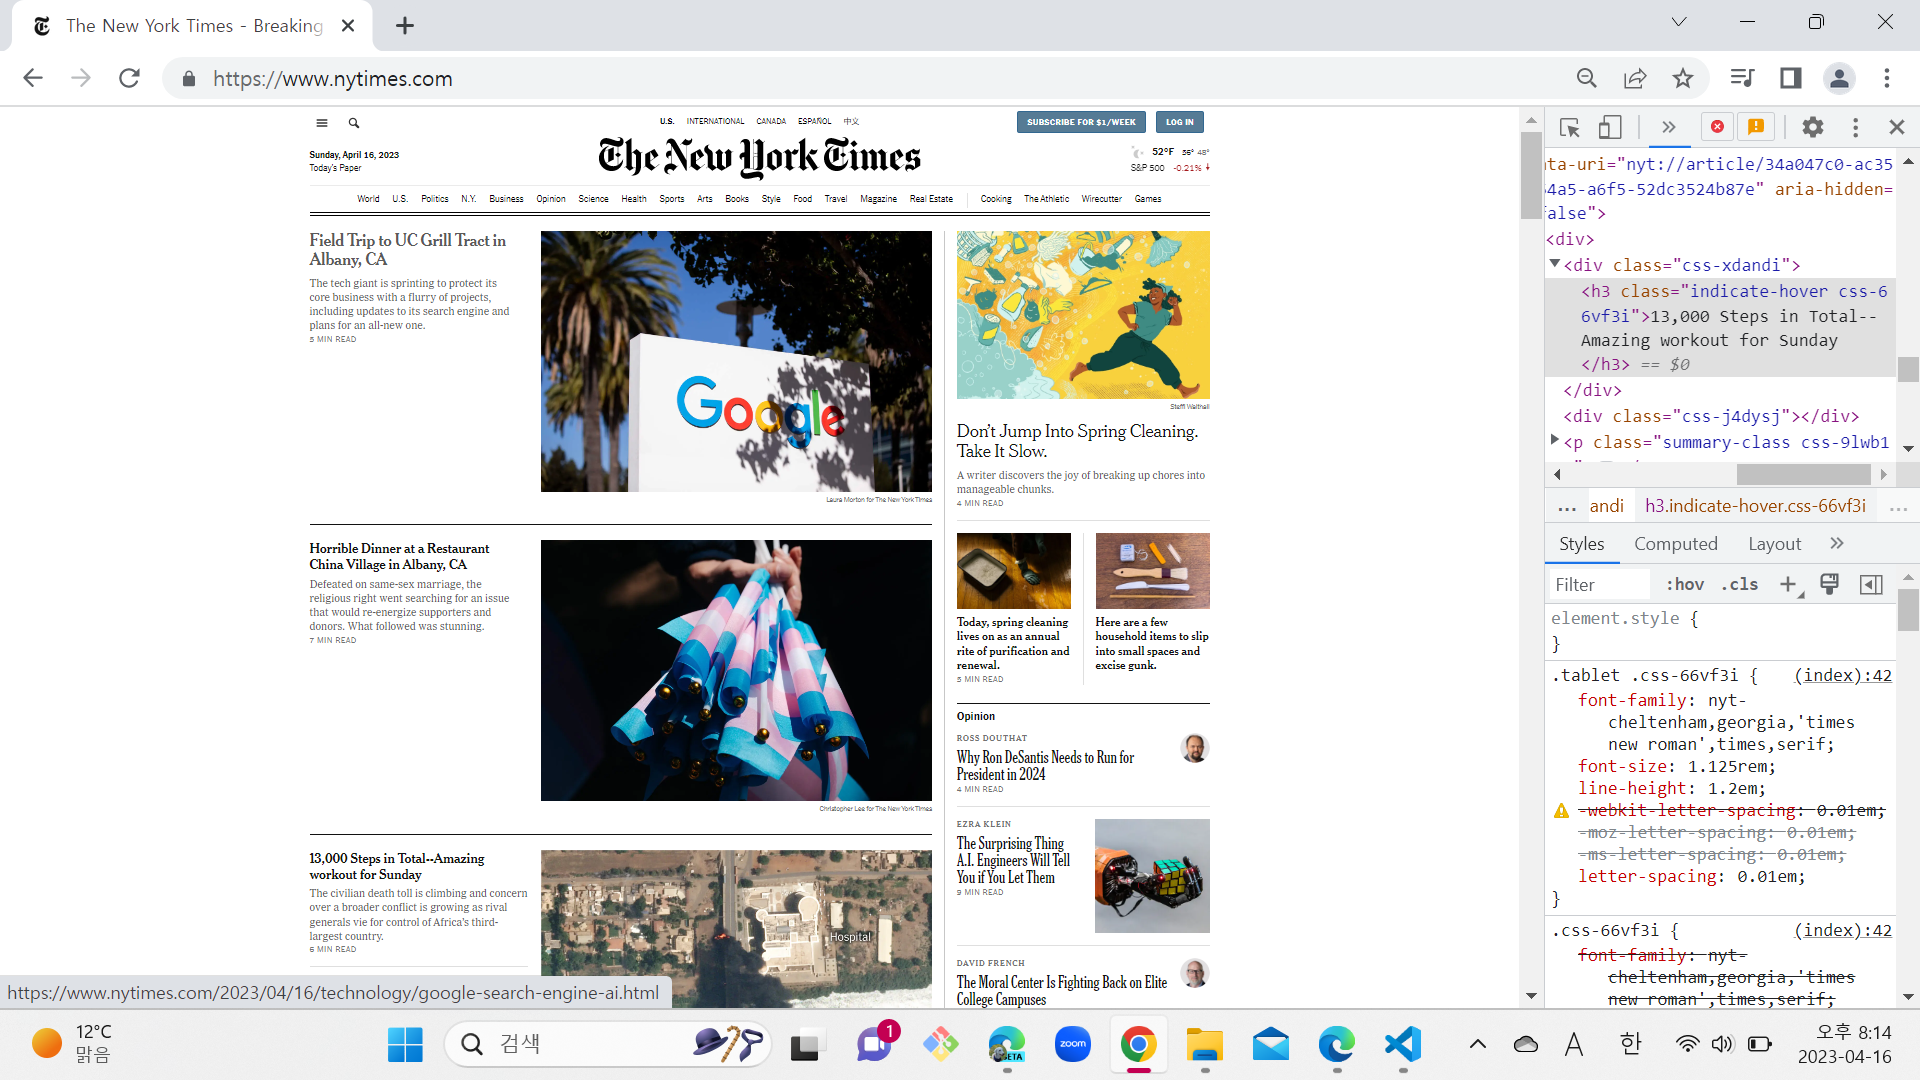 The New York Times - Breaking
https://www.nytimes.com
U.S. INTERNATIONAL CANADA ESPAÑOL 中文
SUBSCRIBE FOR $1/WEEK
LOG IN
Sunday, April 16, 2023
Today's Paper
The New York Times
52°F 56° 48°
S&P 500 -0.21%
World U.S. Politics N.Y. Business Opinion Science Health Sports Arts Books Style Food Travel Magazine Real Estate Cooking The Athletic Wirecutter Games
Field Trip to UC Grill Tract in
Albany, CA
The tech giant is sprinting to protect its
core business with a flurry of projects,
including updates to its search engine and
plans for an all-new one.
5 MIN READ
Google
Laura Morton for The New York Times
Horrible Dinner at a Restaurant
China Village in Albany, CA
Defeated on same-sex marriage, the
religious right went searching for an issue
that would re-energize supporters and
donors. What followed was stunning.
7 MIN READ
Christopher Lee for The New York Times
13,000 Steps in Total--Amazing
workout for Sunday
The civilian death toll is climbing and concern
over a broader conflict is growing as rival
generals vie for control of Africa's third-
largest country.
6 MIN READ
Hospital
Steffi Walthall
Don't Jump Into Spring Cleaning.
Take It Slow.
A writer discovers the joy of breaking up chores into
manageable chunks.
4 MIN READ
Today, spring cleaning
lives on as an annual
rite of purification and
renewal.
5 MIN READ
Here are a few
household items to slip
into small spaces and
excise gunk.
Opinion
ROSS DOUTHAT
Why Ron DeSantis Needs to Run for
President in 2024
4 MIN READ
EZRA KLEIN
The Surprising Thing
A.I. Engineers Will Tell
You if You Let Them
9 MIN READ
DAVID FRENCH
The Moral Center Is Fighting Back on Elite
College Campuses
https://www.nytimes.com/2023/04/16/technology/google-search-engine-ai.html
ta-uri="nyt://article/34a047c0-ac35
4a5-a6f5-52dc3524b87e" aria-hidden=
alse">
<div>
<div class="css-xdandi">
<h3 class="indicate-hover css-6
6vf3i">13,000 Steps in Total--
Amazing workout for Sunday
</h3> == $0
</div>
<div class="css-j4dysj"></div>
<p class="summary-class css-9lwb1
... andi h3.indicate-hover.css-66vf3i ...
Styles Computed Layout
Filter :hov .cls
element.style {
}
.tablet .css-66vf3i { (index):42
font-family: nyt-
cheltenham,georgia,'times
new roman',times,serif;
font-size: 1.125rem;
line-height: 1.2em;
-webkit-letter-spacing: 0.01em;
-moz-letter-spacing: 0.01em;
-ms-letter-spacing: 0.01em;
letter-spacing: 0.01em;
}
.css-66vf3i { (index):42
font-family: nyt-
cheltenham,georgia,'times
new roman',times,serif;
12°C
맑음
검색
1
BETA
zoom
A
한
오후 8:14
2023-04-16